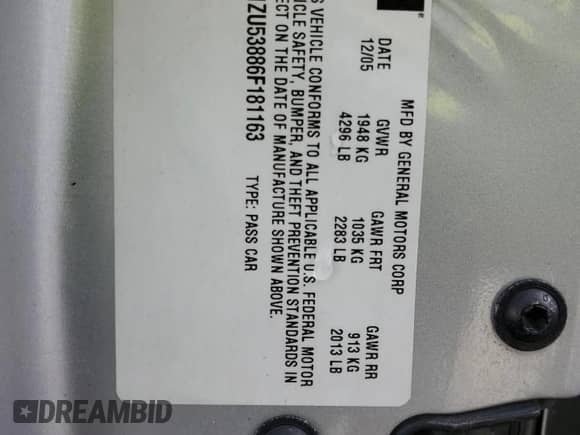 MFD BY GENERAL MOTORS CORP
DATE GVWR GAWR FRT GAWR RR
12/05 1948 KG 1035 KG 913 KG
4296 LB 2283 LB 2013 LB
S VEHICLE CONFORMS TO ALL APPLICABLE U.S. FEDERAL MOTOR
ICLE SAFETY, BUMPER, AND THEFT PREVENTION STANDARDS IN
ECT ON THE DATE OF MANUFACTURE SHOWN ABOVE.
ZU53886F181163 TYPE: PASS CAR
DREAMBID